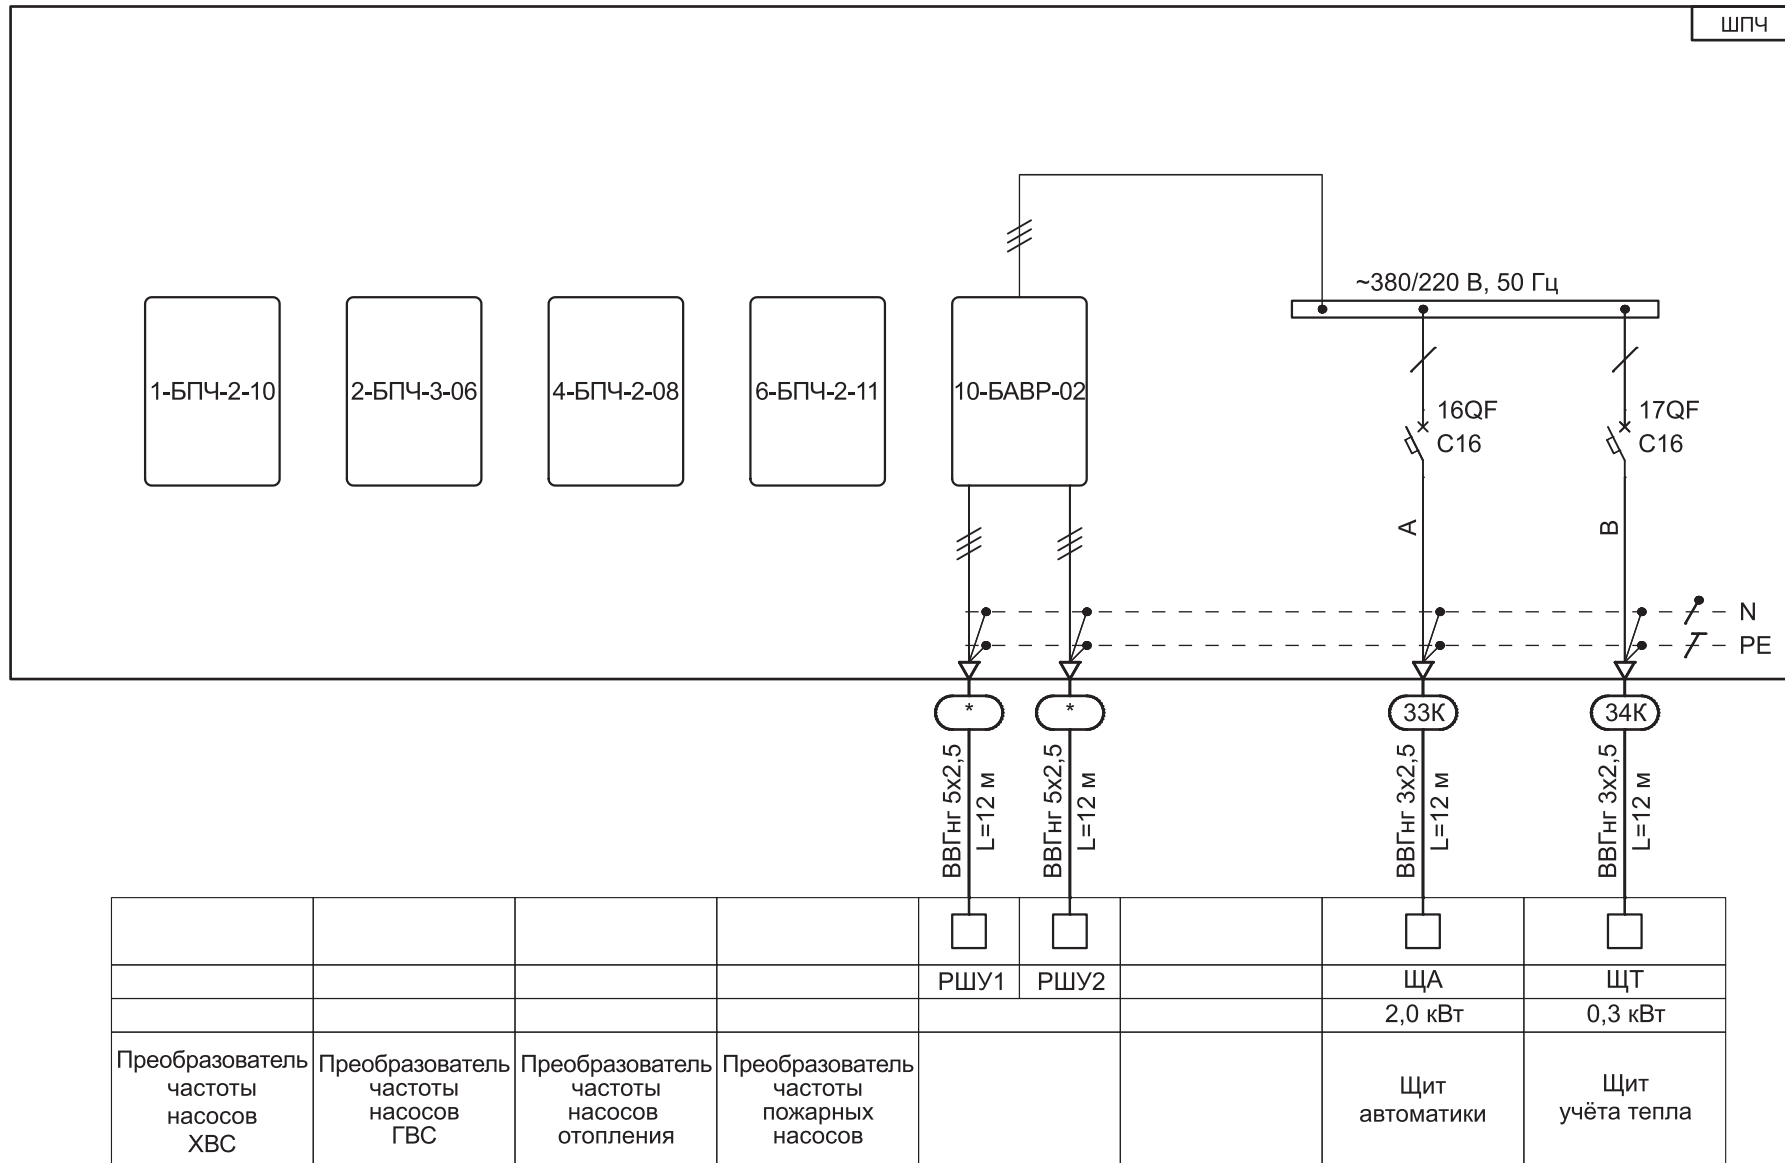 ШПЧ
~380/220 В, 50 Гц
1-БПЧ-2-10
2-БПЧ-3-06
4-БПЧ-2-08
6-БПЧ-2-11
10-БАВР-02
16QF
C16
17QF
C16
A
B
N
PE
*
*
33К
34К
ВВГнг 5х2,5
L=12 м
ВВГнг 5х2,5
L=12 м
ВВГнг 3х2,5
L=12 м
ВВГнг 3х2,5
L=12 м
РШУ1
РШУ2
ЩА
ЩТ
2,0 кВт
0,3 кВт
Преобразователь
частоты
насосов
ХВС
Преобразователь
частоты
насосов
ГВС
Преобразователь
частоты
насосов
отопления
Преобразователь
частоты
пожарных
насосов
Щит
автоматики
Щит
учёта тепла